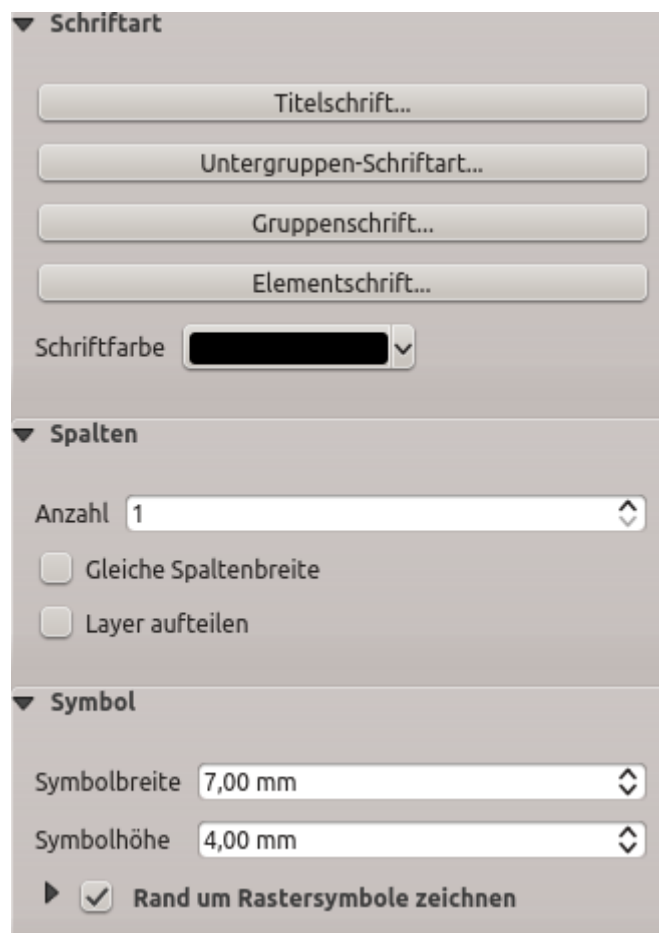 Schriftart
Titelschrift...
Untergruppen-Schriftart...
Gruppenschrift...
Elementschrift...
Schriftfarbe
Spalten
Anzahl 1
Gleiche Spaltenbreite
Layer aufteilen
Symbol
Symbolbreite 7,00 mm
Symbolhöhe 4,00 mm
Rand um Rastersymbole zeichnen